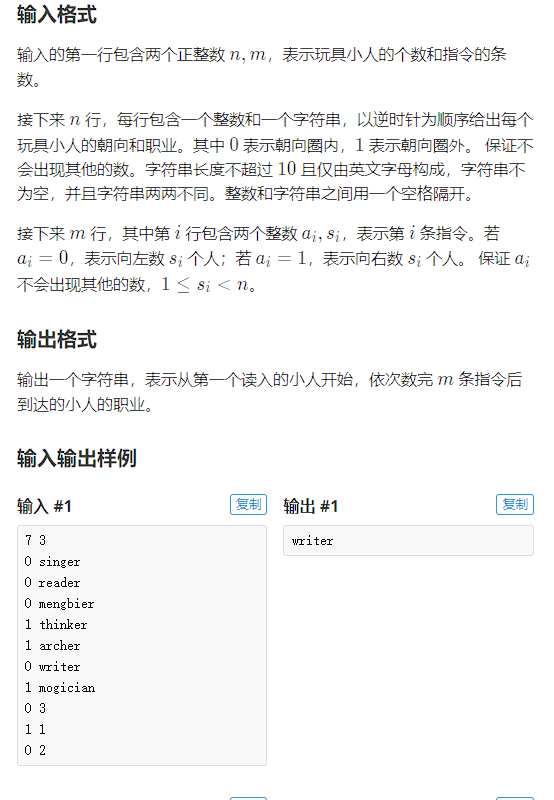 输入格式
输入的第一行包含两个正整数 n, m，表示玩具小人的个数和指令的条
数。
接下来 n 行，每行包含一个整数和一个字符串，以逆时针为顺序给出每个
玩具小人的朝向和职业。其中 0 表示朝向圈内，1 表示朝向圈外。 保证不
会出现其他的数。字符串长度不超过 10 且仅由英文字母构成，字符串不
为空，并且字符串两两不同。整数和字符串之间用一个空格隔开。
接下来 m 行，其中第 i 行包含两个整数 aᵢ, sᵢ，表示第 i 条指令。若
aᵢ = 0，表示向左数 sᵢ 个人；若 aᵢ = 1，表示向右数 sᵢ 个人。 保证 aᵢ
不会出现其他的数，1 ≤ sᵢ < n。
输出格式
输出一个字符串，表示从第一个读入的小人开始，依次数完 m 条指令后
到达的小人的职业。
输入输出样例
输入 #1 复制
7 3
0 singer
0 reader
0 mengbier
1 thinker
1 archer
0 writer
1 mogician
0 3
1 1
0 2
输出 #1 复制
writer